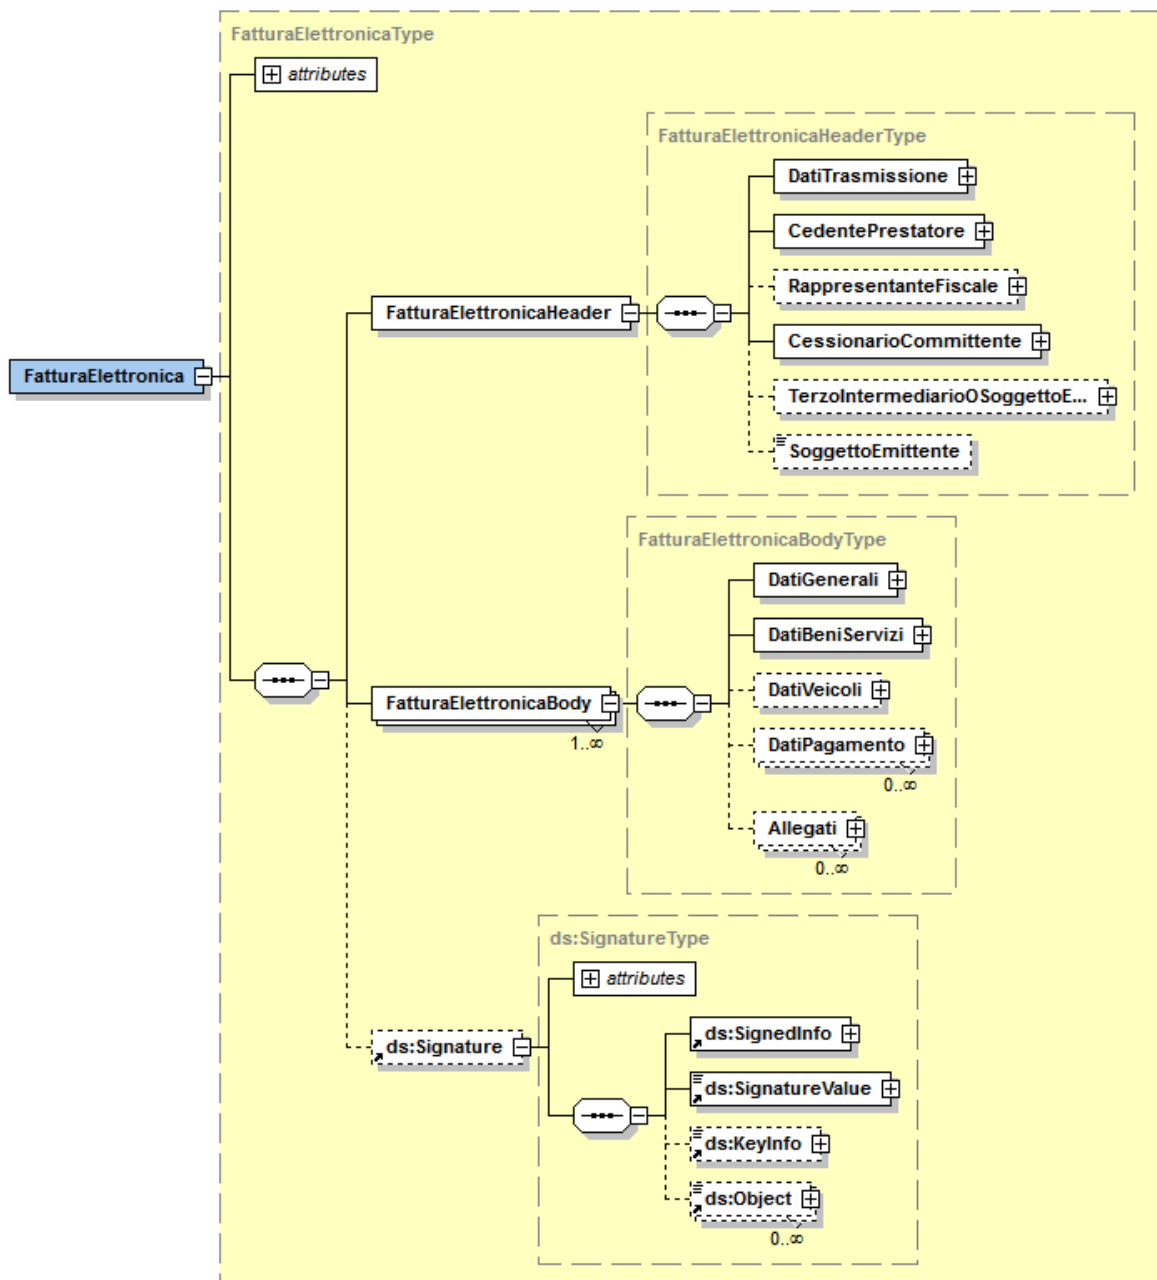 FatturaElettronicaType
attributes
FatturaElettronicaHeaderType
DatiTrasmissione
CedentePrestatore
RappresentanteFiscale
FatturaElettronicaHeader
CessionarioCommittente
FatturaElettronica
TerzoIntermediarioOSoggettoE...
SoggettoEmittente
FatturaElettronicaBodyType
DatiGenerali
DatiBeniServizi
DatiVeicoli
FatturaElettronicaBody
1..∞
DatiPagamento
0..∞
Allegati
0..∞
ds:SignatureType
attributes
ds:SignedInfo
ds:Signature
ds:SignatureValue
ds:KeyInfo
ds:Object
0..∞